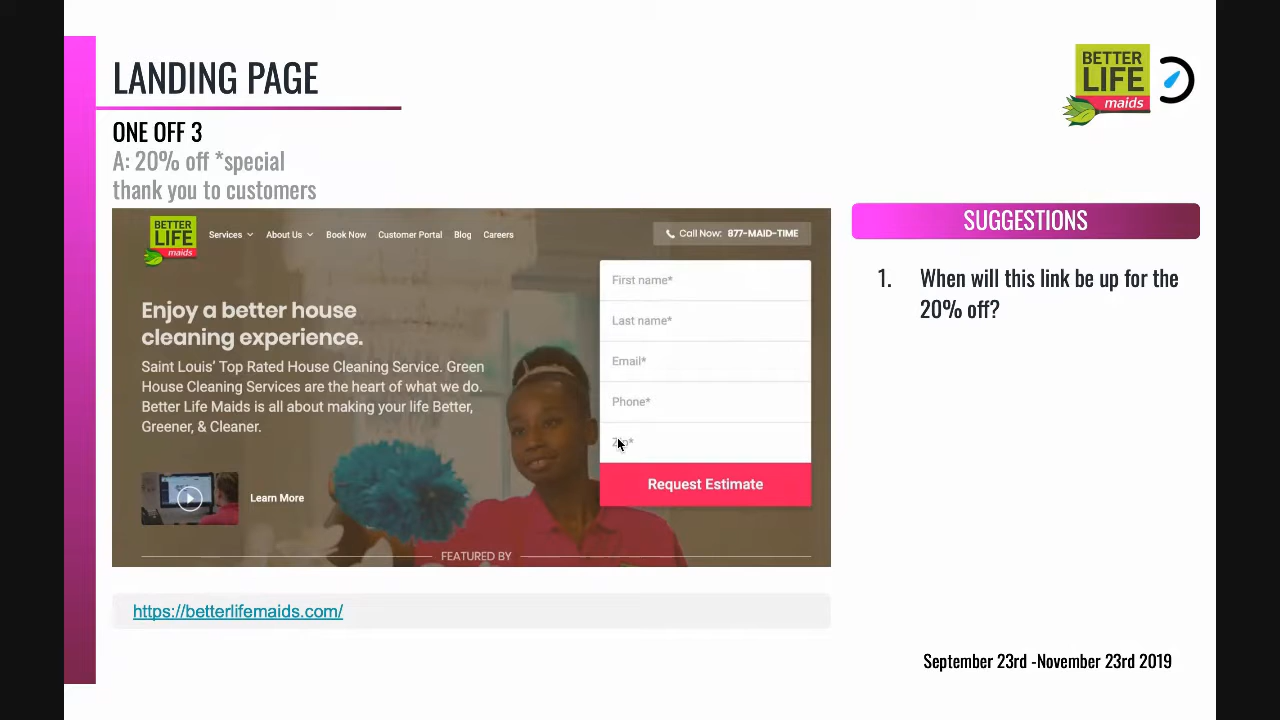 LANDING PAGE
BETTER
LIFE
maids
ONE OFF 3
A: 20% off *special
thank you to customers
BETTER
LIFE
maids
Services
About Us
Book Now
Customer Portal
Blog
Careers
Call Now: 877-MAID-TIME
First name*
Last name*
Email*
Phone*
Zip*
Request Estimate
Enjoy a better house
cleaning experience.
Saint Louis' Top Rated House Cleaning Service. Green
House Cleaning Services are the heart of what we do.
Better Life Maids is all about making your life Better,
Greener, & Cleaner.
Learn More
FEATURED BY
https://betterlifemaids.com/
SUGGESTIONS
1. When will this link be up for the
20% off?
September 23rd -November 23rd 2019